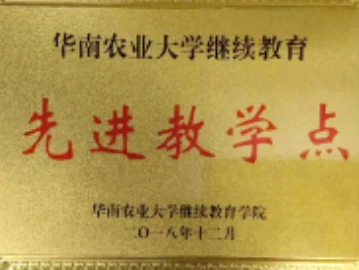 华南农业大学继续教育
先进教学点
华南农业大学继续教育学院
二〇一八年十二月